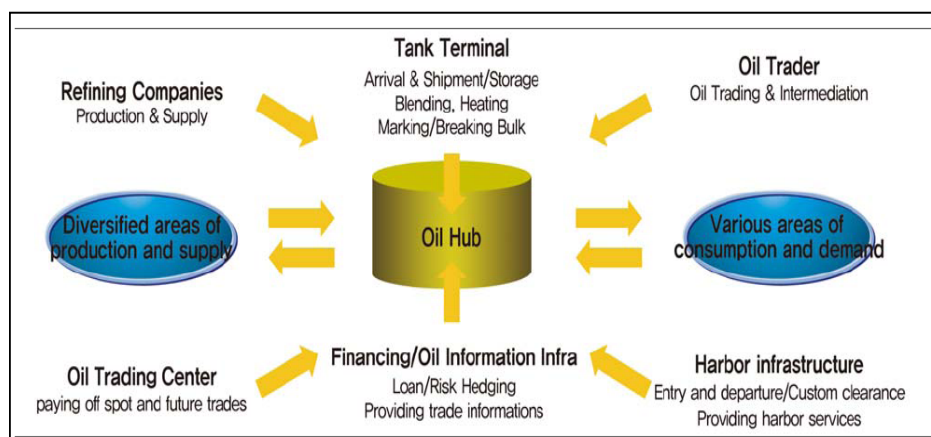 Tank Terminal
Arrival & Shipment/Storage
Blending, Heating
Marking/Breaking Bulk
Refining Companies
Production & Supply
Oil Trader
Oil Trading & Intermediation
Diversified areas of
production and supply
Oil Hub
Various areas of
consumption and demand
Oil Trading Center
paying off spot and future trades
Financing/Oil Information Infra
Loan/Risk Hedging
Providing trade informations
Harbor infrastructure
Entry and departure/Custom clearance
Providing harbor services